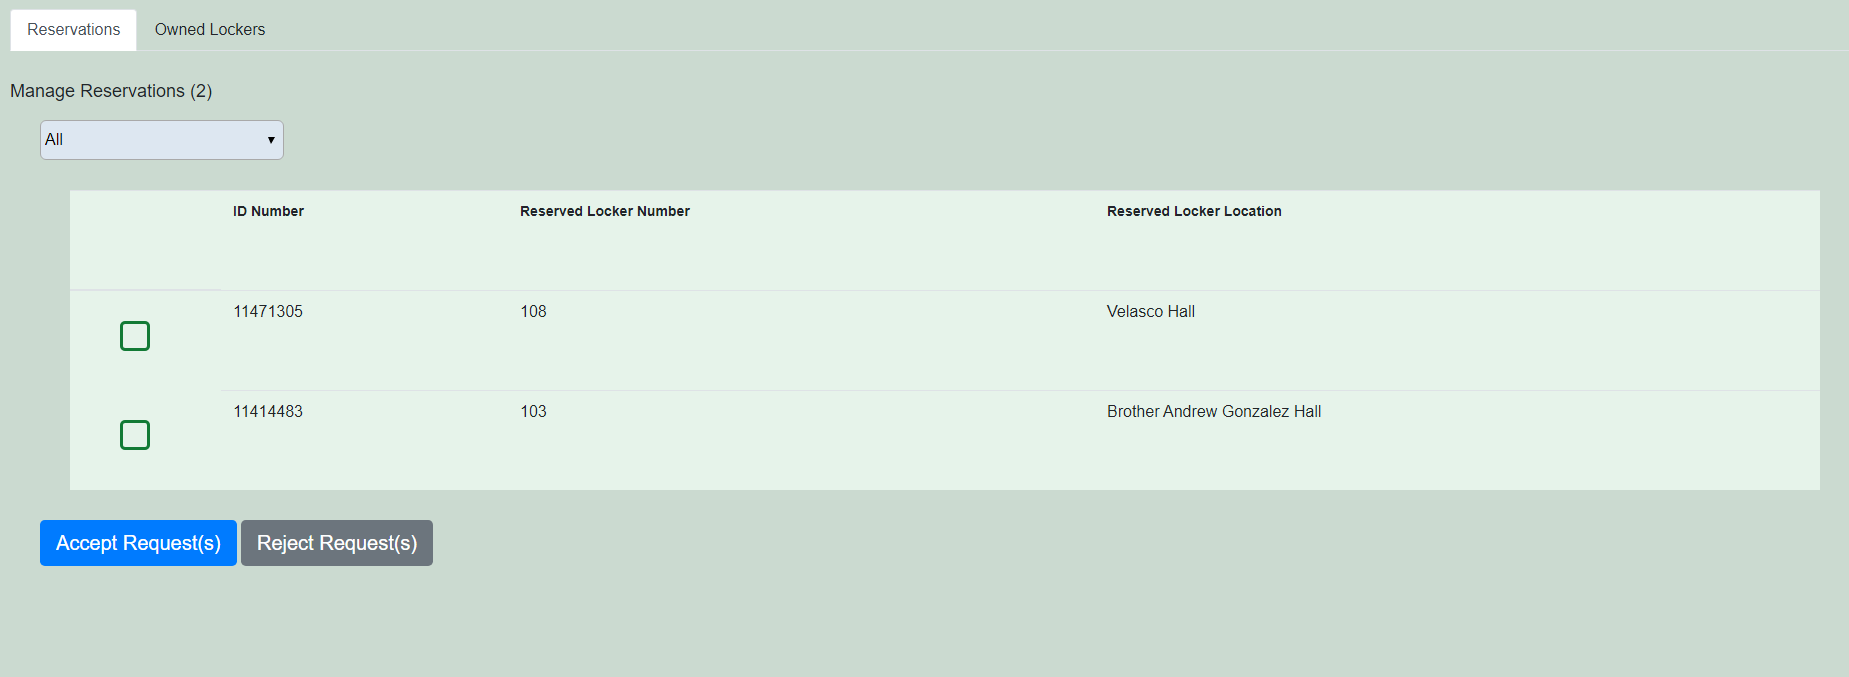 Reservations Owned Lockers
Manage Reservations (2)
All
ID Number Reserved Locker Number Reserved Locker Location
11471305 108 Velasco Hall
11414483 103 Brother Andrew Gonzalez Hall
Accept Request(s) Reject Request(s)